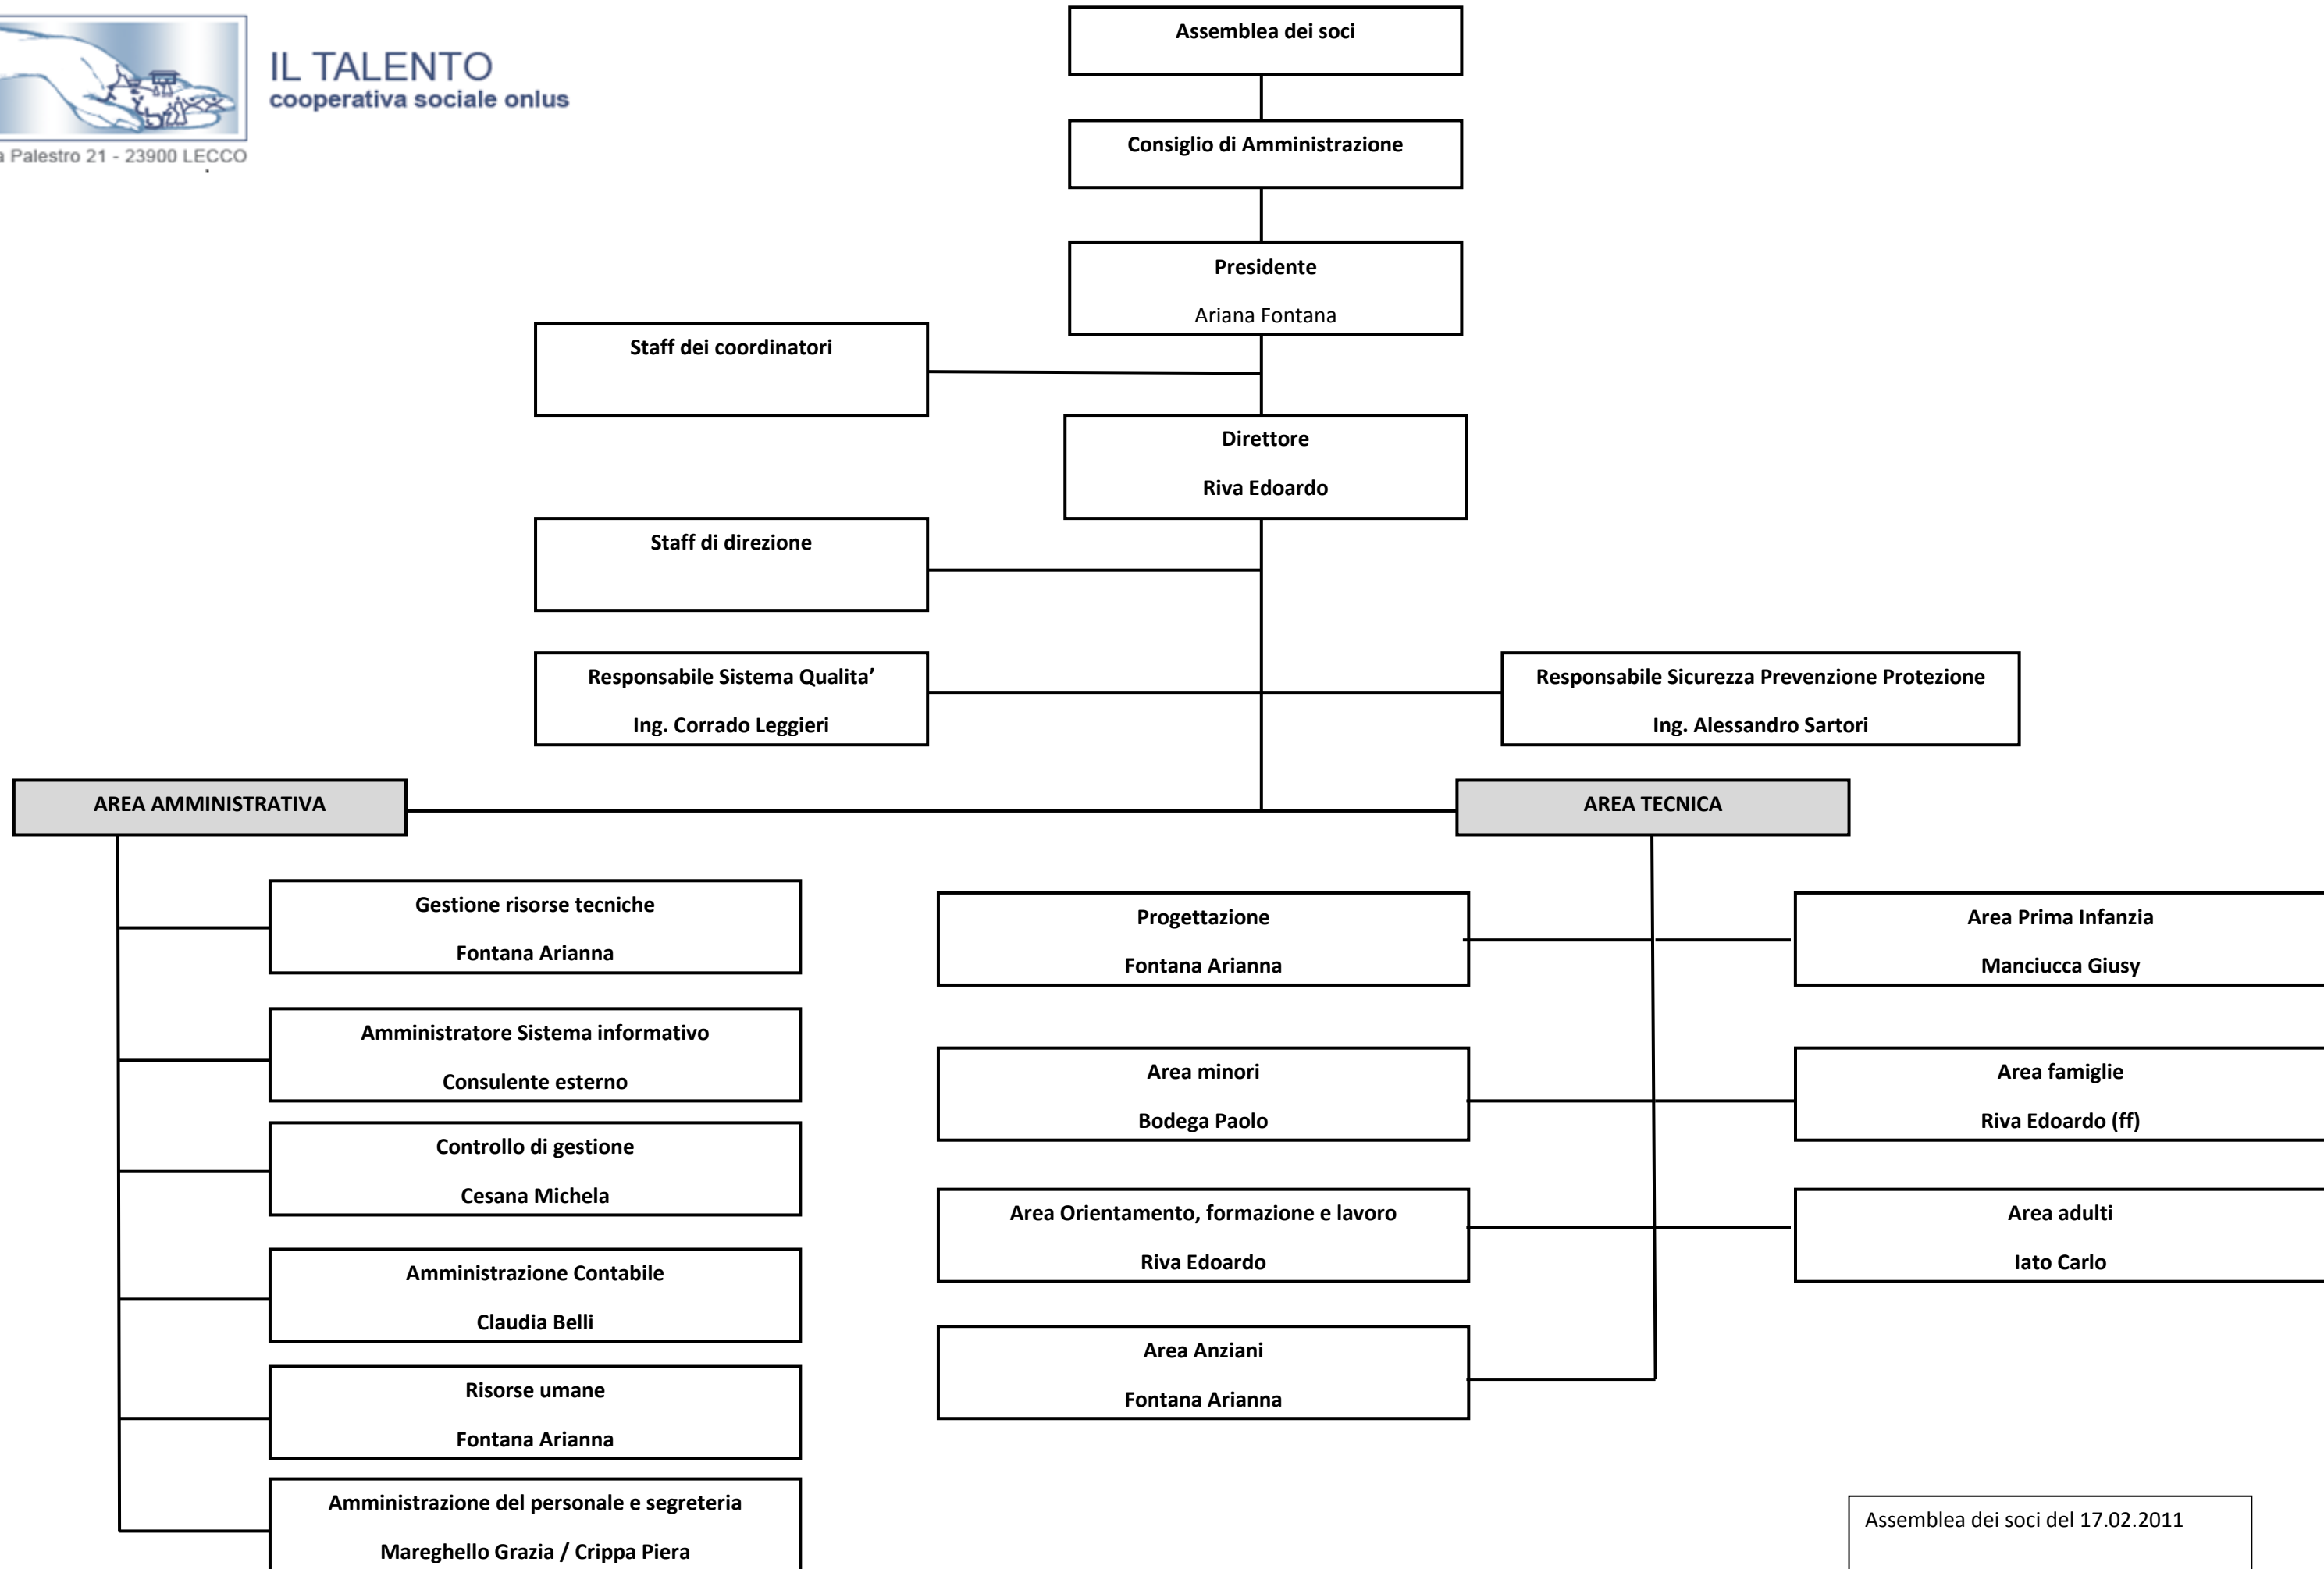 IL TALENTO
cooperativa sociale onlus
Palestro 21 - 23900 LECCO
Assemblea dei soci
Consiglio di Amministrazione
Presidente
Ariana Fontana
Staff dei coordinatori
Direttore
Riva Edoardo
Staff di direzione
Responsabile Sistema Qualita’
Ing. Corrado Leggieri
Responsabile Sicurezza Prevenzione Protezione
Ing. Alessandro Sartori
AREA AMMINISTRATIVA
AREA TECNICA
Gestione risorse tecniche
Fontana Arianna
Amministratore Sistema informativo
Consulente esterno
Controllo di gestione
Cesana Michela
Amministrazione Contabile
Claudia Belli
Risorse umane
Fontana Arianna
Amministrazione del personale e segreteria
Mareghello Grazia / Crippa Piera
Progettazione
Fontana Arianna
Area Prima Infanzia
Manciucca Giusy
Area minori
Bodega Paolo
Area famiglie
Riva Edoardo (ff)
Area Orientamento, formazione e lavoro
Riva Edoardo
Area adulti
Iato Carlo
Area Anziani
Fontana Arianna
Assemblea dei soci del 17.02.2011